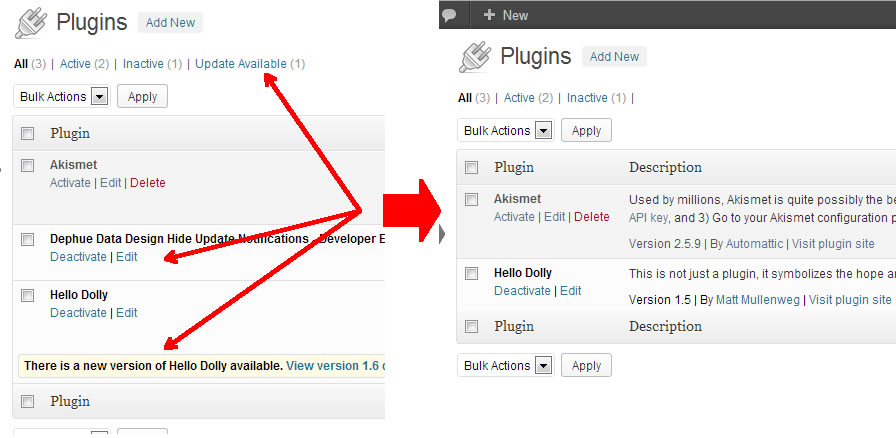 Plugins Add New
All (3) | Active (2) | Inactive (1) | Update Available (1)
Bulk Actions Apply
Plugin
Akismet
Activate | Edit | Delete
Dephue Data Design Hide Update Notifications - Developer E
Deactivate | Edit
Hello Dolly
Deactivate | Edit
There is a new version of Hello Dolly available. View version 1.6
Plugin
+ New
Plugins Add New
All (3) | Active (2) | Inactive (1) |
Bulk Actions Apply
Plugin Description
Akismet Used by millions, Akismet is quite possibly the be
Activate | Edit | Delete API key, and 3) Go to your Akismet configuration p
Version 2.5.9 | By Automattic | Visit plugin site
Hello Dolly This is not just a plugin, it symbolizes the hope an
Deactivate | Edit
Version 1.5 | By Matt Mullenweg | Visit plugin site
Plugin Description
Bulk Actions Apply